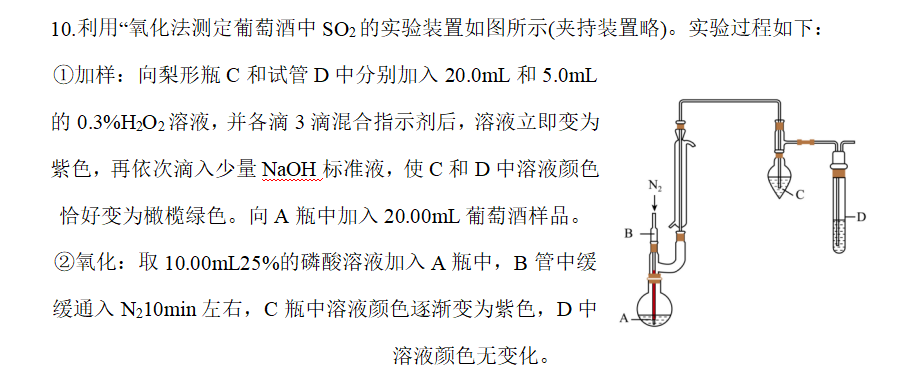 10.利用“氧化法测定葡萄酒中 SO₂的实验装置如图所示(夹持装置略)。实验过程如下：
①加样：向梨形瓶 C 和试管 D 中分别加入 20.0mL 和 5.0mL
的 0.3%H₂O₂溶液，并各滴 3 滴混合指示剂后，溶液立即变为
紫色，再依次滴入少量 NaOH 标准液，使 C 和 D 中溶液颜色
恰好变为橄榄绿色。向 A 瓶中加入 20.00mL 葡萄酒样品。
②氧化：取 10.00mL25%的磷酸溶液加入 A 瓶中，B 管中缓
缓通入 N₂10min 左右，C 瓶中溶液颜色逐渐变为紫色，D 中
溶液颜色无变化。
N₂
B
A
C
D